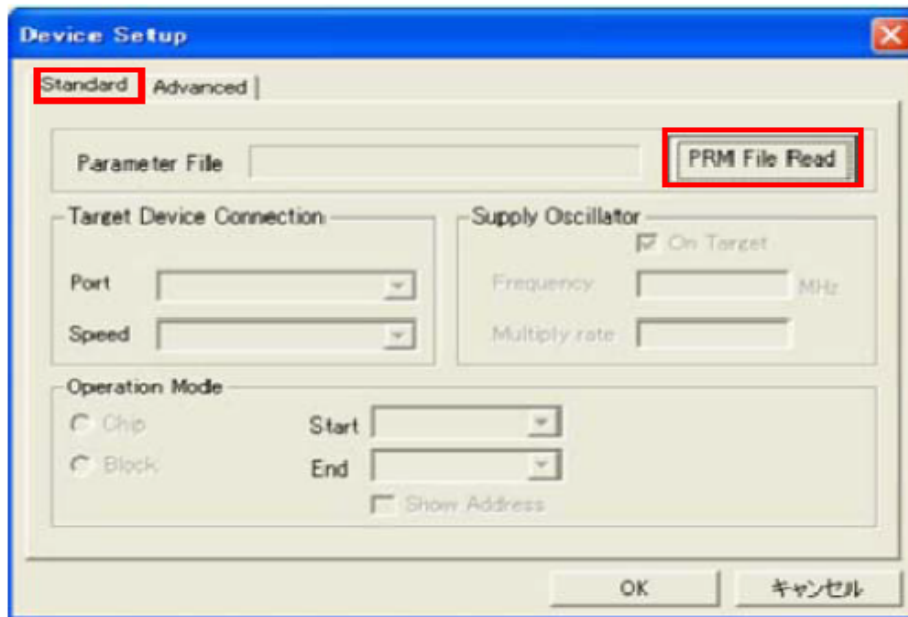 Device Setup
Standard Advanced
Parameter File PRM File Read
Target Device Connection
Port
Speed
Supply Oscillator
On Target
Frequency MHz
Multiply rate
Operation Mode
Chip Start
Block End
Show Address
OK キャンセル